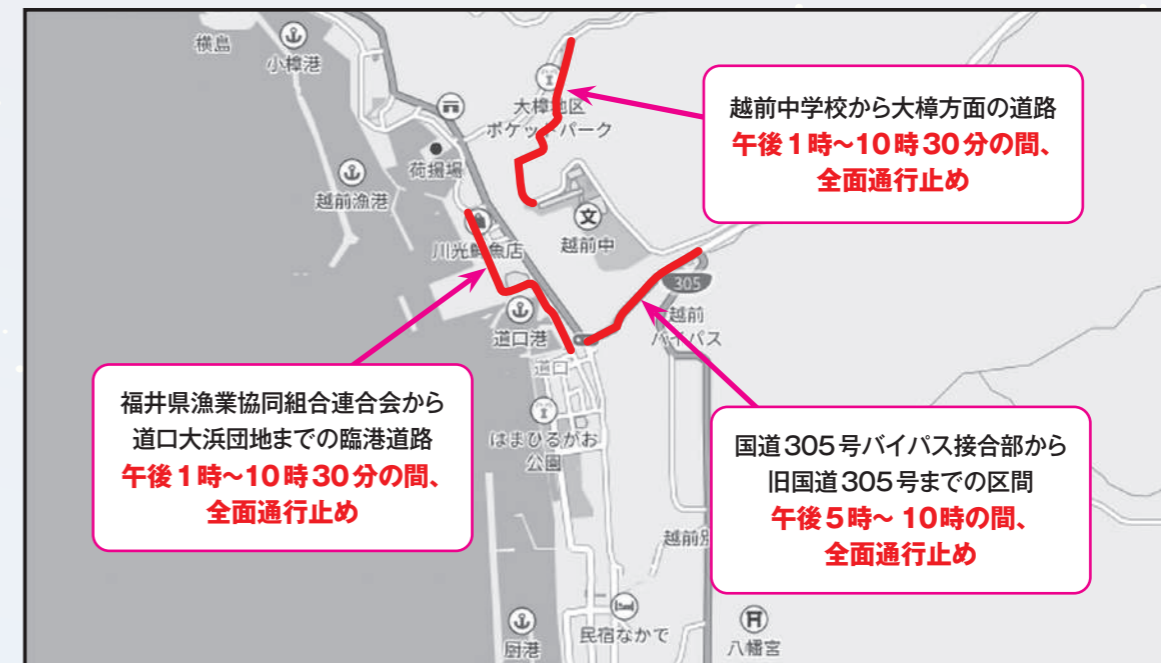 横島
小樟港
大樟地区
ポケットパーク
荷揚場
越前漁港
川光鮮魚店
越前中
305
越前
バイパス
道口港
道口
はまひるがお
公園
越前別
民宿なかで
厨港
八幡宮
越前中学校から大樟方面の道路
午後1時〜10時30分の間、
全面通行止め
福井県漁業協同組合連合会から
道口大浜団地までの臨港道路
午後1時〜10時30分の間、
全面通行止め
国道305号バイパス接合部から
旧国道305号までの区間
午後5時〜 10時の間、
全面通行止め